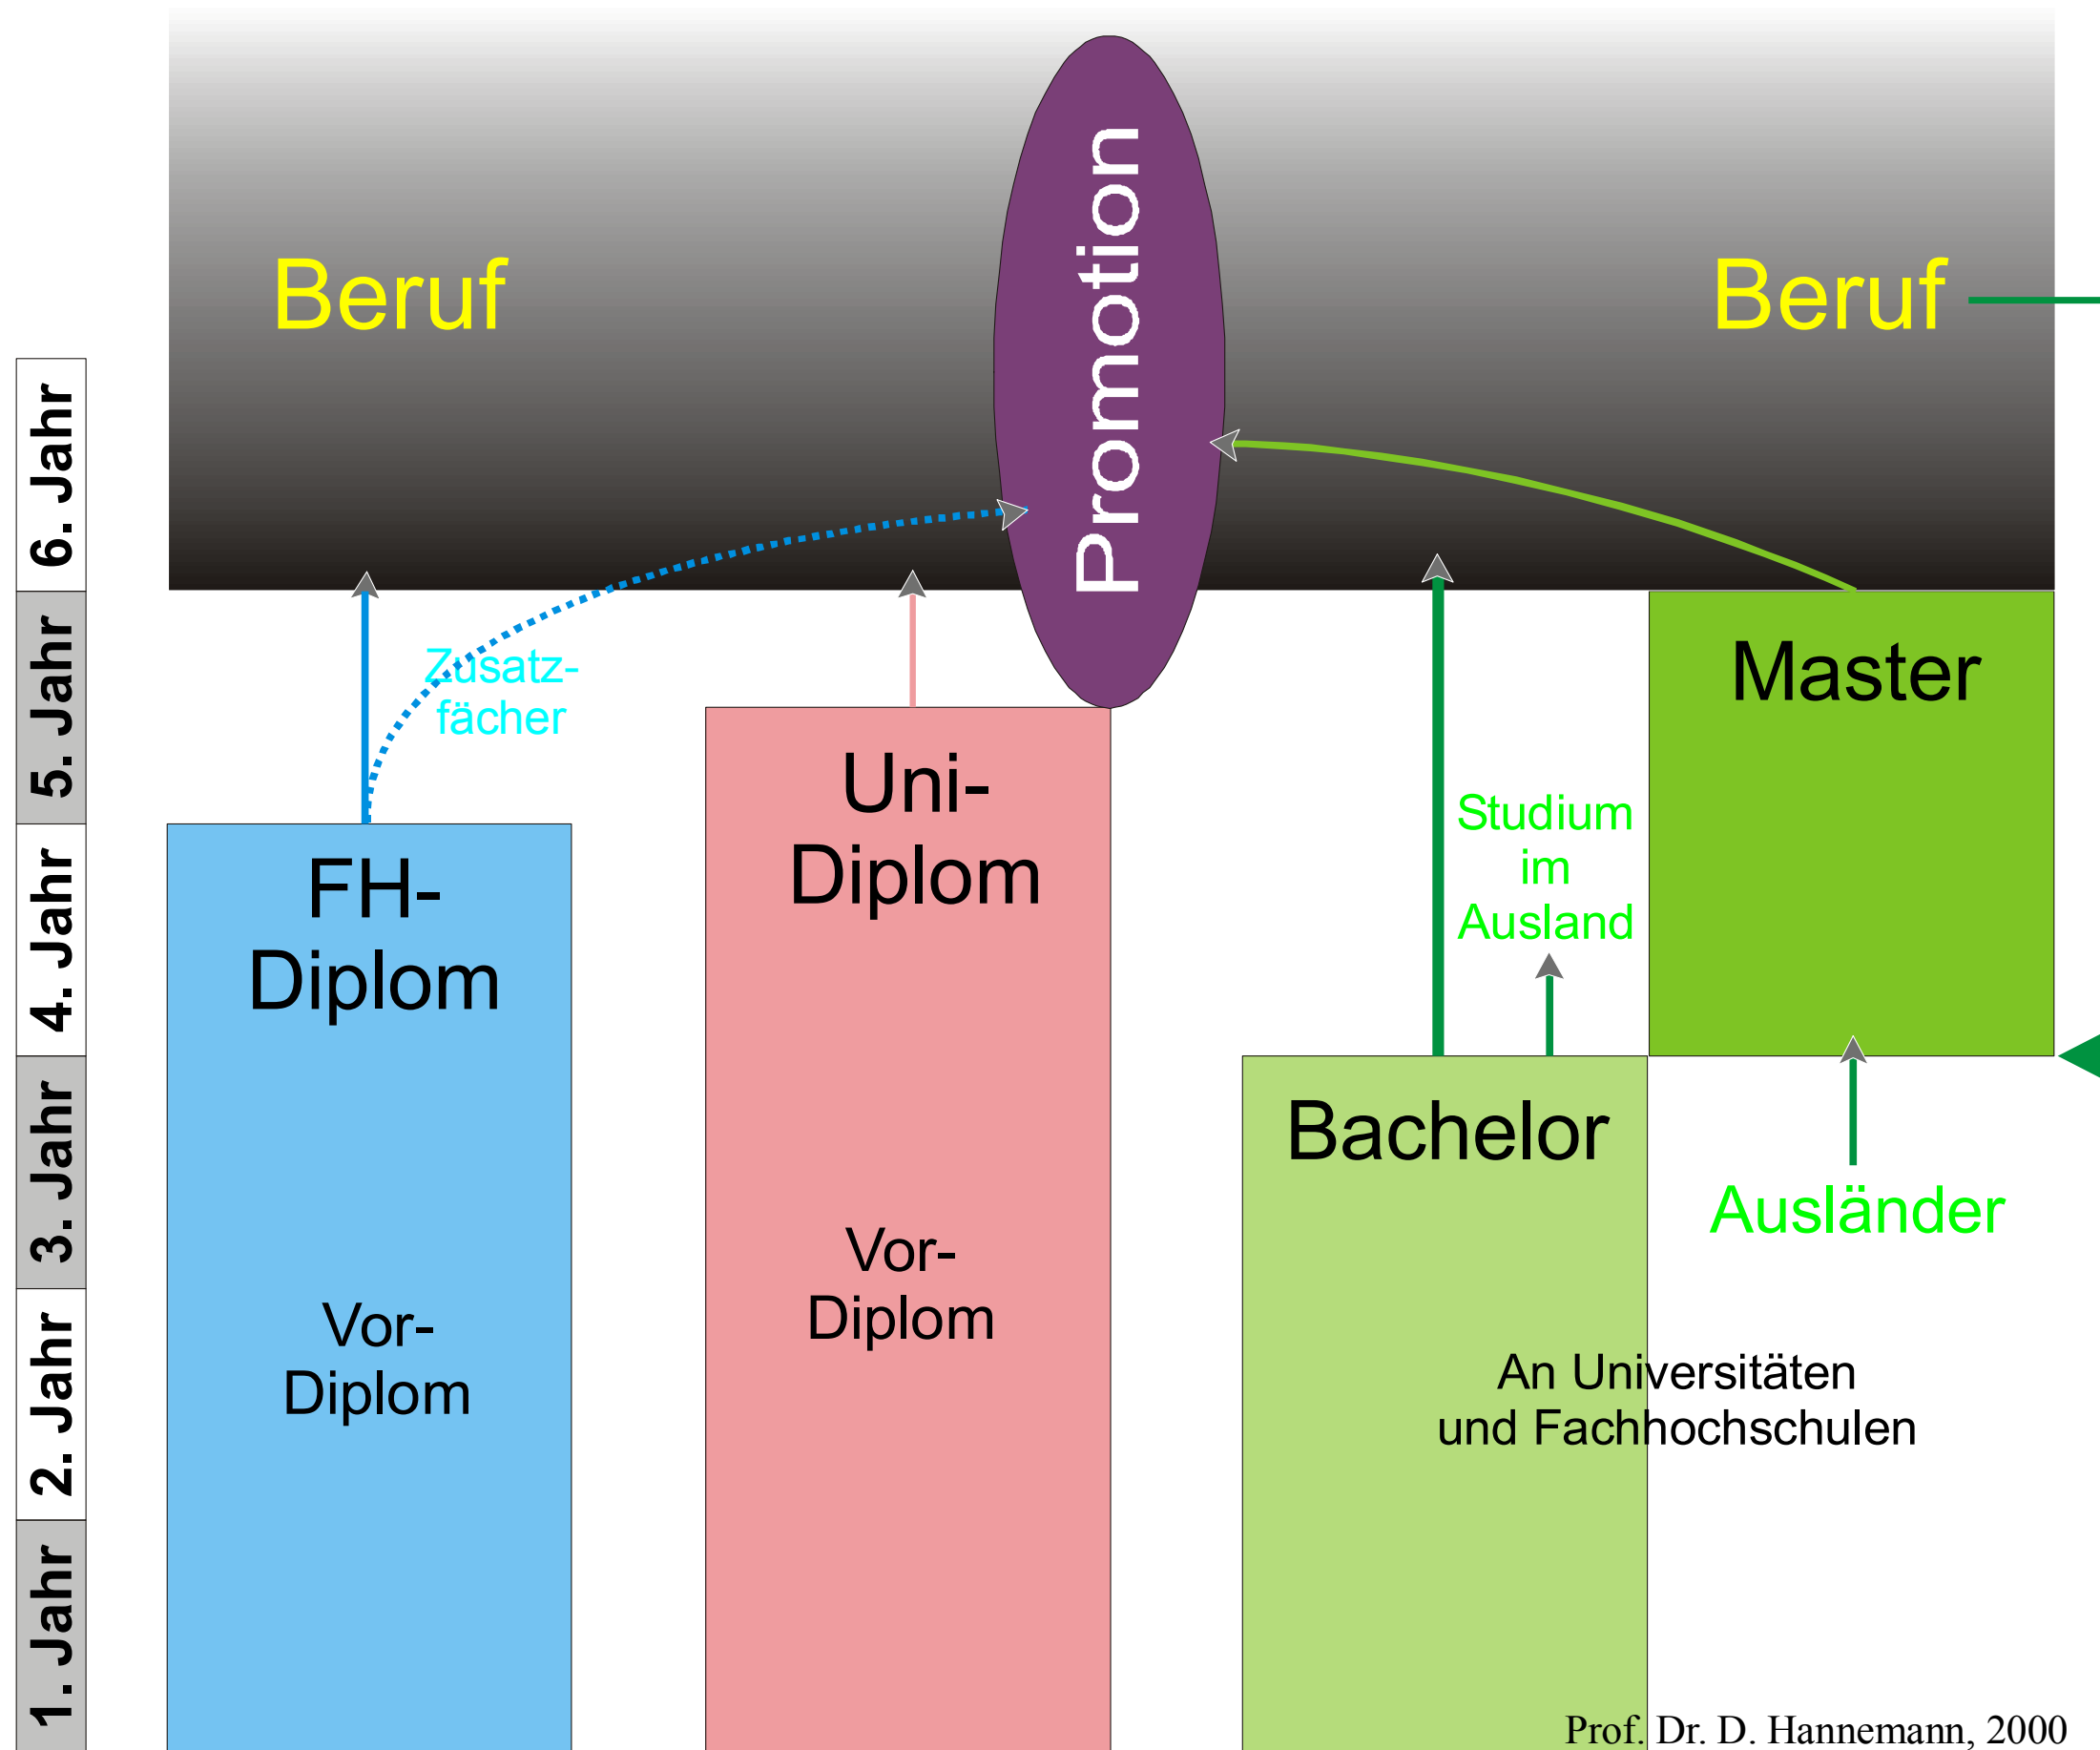 Beruf
Promotion
Beruf
6. Jahr
5. Jahr
4. Jahr
3. Jahr
2. Jahr
1. Jahr
Zusatz-
fächer
FH-
Diplom
Vor-
Diplom
Uni-
Diplom
Vor-
Diplom
Master
Studium
im
Ausland
Bachelor
Ausländer
An Universitäten
und Fachhochschulen
Prof. Dr. D. Hannemann, 2000